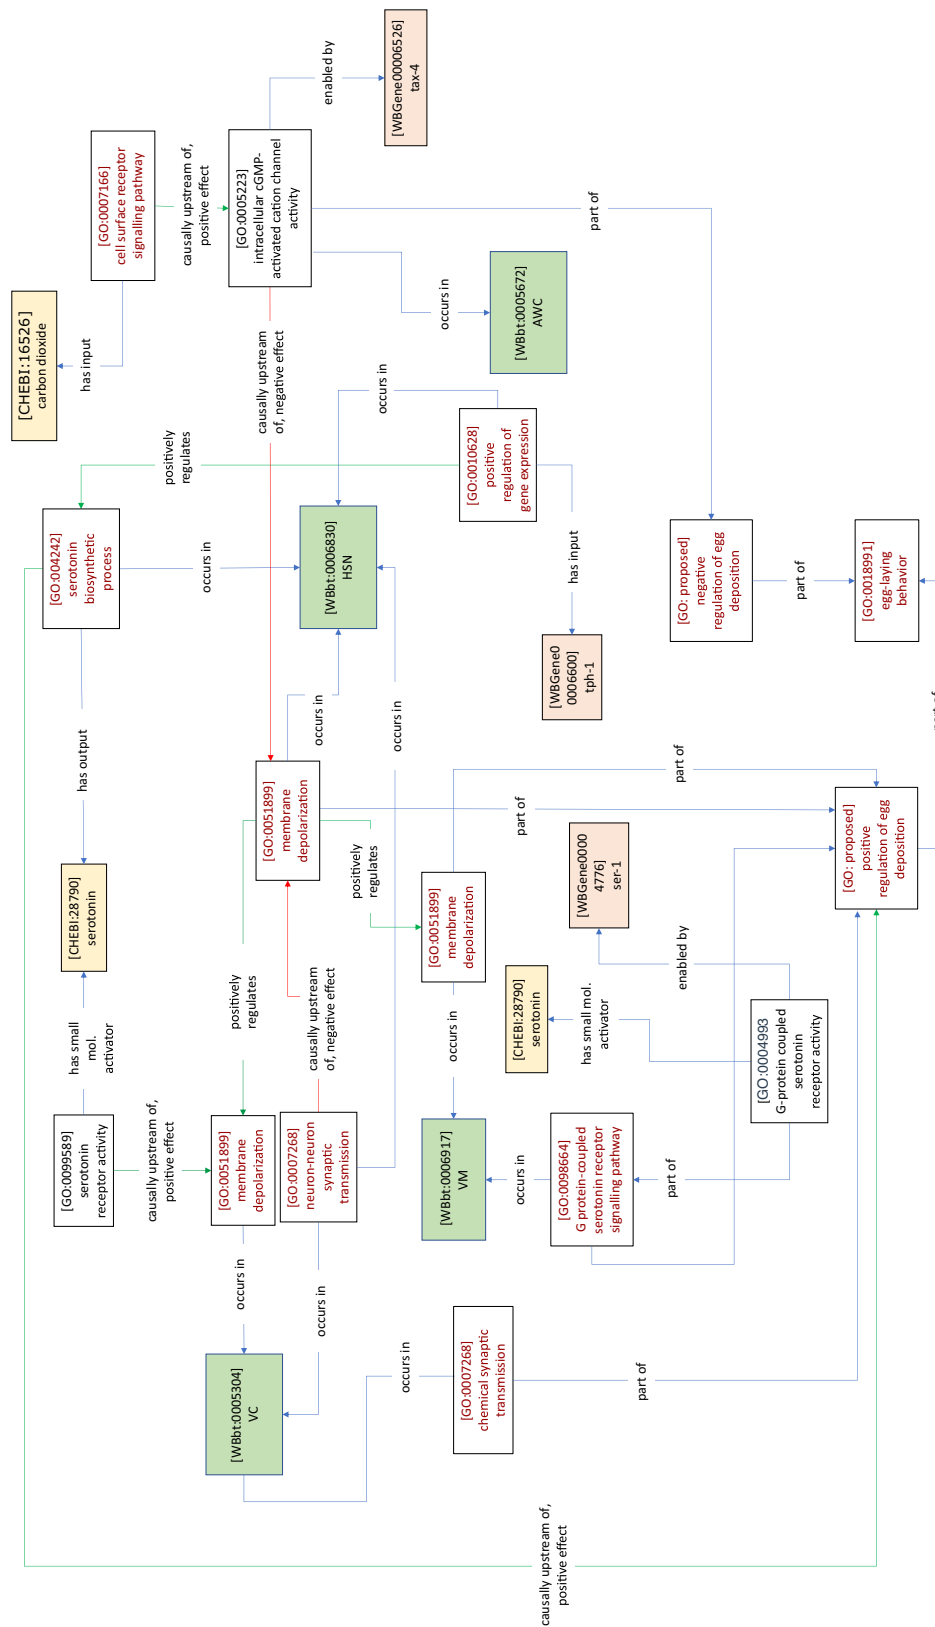 [CHEBI:16526]
carbon dioxide
has input
[GO:004242]
serotonin
biosynthetic
process
[GO:0007166]
cell surface receptor
signalling pathway
[GO:0099589]
serotonin
receptor activity
has small
mol.
activator
[CHEBI:28790]
serotonin
has output
positively
regulates
causally upstream of,
positive effect
causally upstream of,
positive effect
occurs in
[WBbt:0005304]
VC
occurs in
[GO:0051899]
membrane
depolarization
positively
regulates
[GO:0051899]
membrane
depolarization
causally upstream
of, negative effect
[GO:0005223]
intracellular cGMP-
activated cation channel
activity
enabled by
[WBGene00006526]
tax-4
occurs in
[GO:0007268]
neuron-neuron
synaptic
transmission
causally upstream
of, negative effect
occurs in
[WBbt:0006830]
HSN
occurs in
positively
regulates
occurs in
occurs in
occurs in
[WBbt:0006917]
VM
occurs in
[GO:0051899]
membrane
depolarization
[GO:0007268]
chemical synaptic
transmission
occurs in
[GO:0010628]
positive
regulation of
gene expression
[WBbt:0005672]
AWC
[CHEBI:28790]
serotonin
part of
has input
part of
[GO:0098664]
G protein-coupled
serotonin receptor
signalling pathway
has small mol.
activator
[WBGene0000
4776]
ser-1
[WBGene0
0006600]
tph-1
causally upstream of,
positive effect
part of
part of
enabled by
part of
[GO: proposed]
negative
regulation of egg
deposition
[GO:0004993
G-protein coupled
serotonin
receptor activity
part of
[GO: proposed]
positive
regulation of egg
deposition
[GO:0018991]
egg-laying
behavior